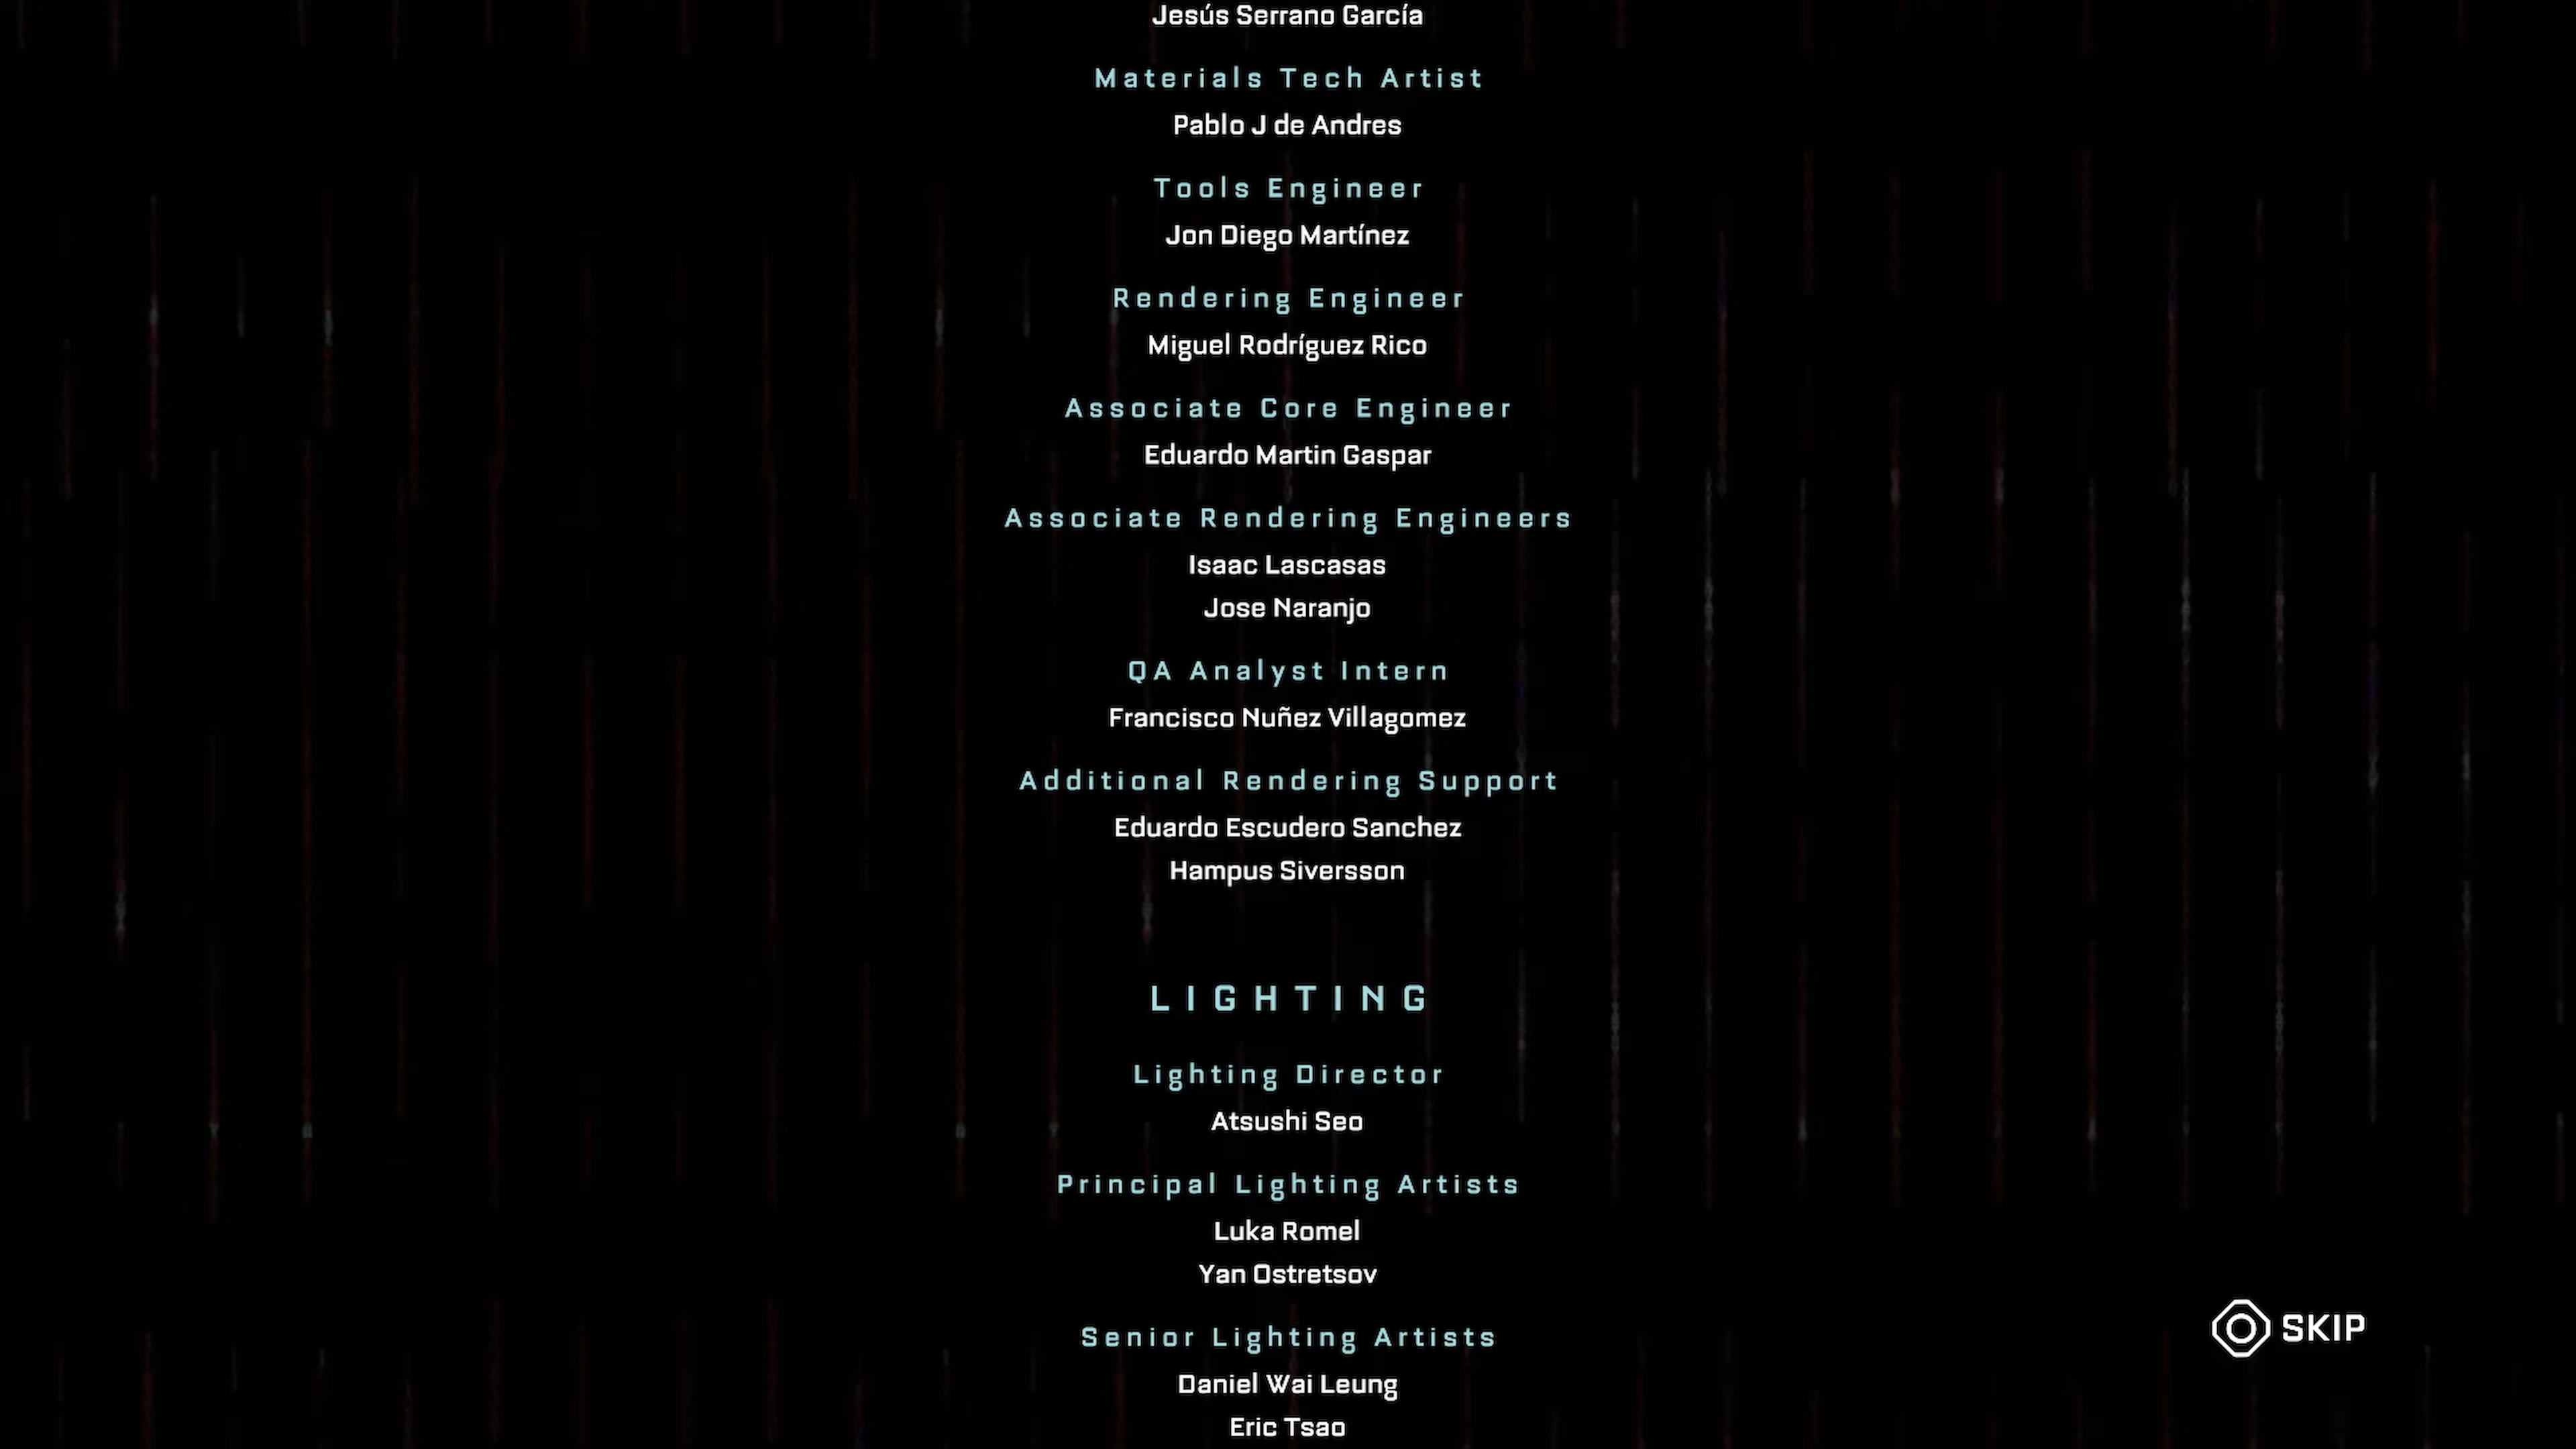 Jesús Serrano García
Materials Tech Artist
Pablo J de Andres
Tools Engineer
Jon Diego Martínez
Rendering Engineer
Miguel Rodríguez Rico
Associate Core Engineer
Eduardo Martin Gaspar
Associate Rendering Engineers
Isaac Lascasas
Jose Naranjo
QA Analyst Intern
Francisco Nuñez Villagomez
Additional Rendering Support
Eduardo Escudero Sanchez
Hampus Siversson
LIGHTING
Lighting Director
Atsushi Seo
Principal Lighting Artists
Luka Romel
Yan Ostretsov
SKIP
Senior Lighting Artists
Daniel Wai Leung
Eric Tsao